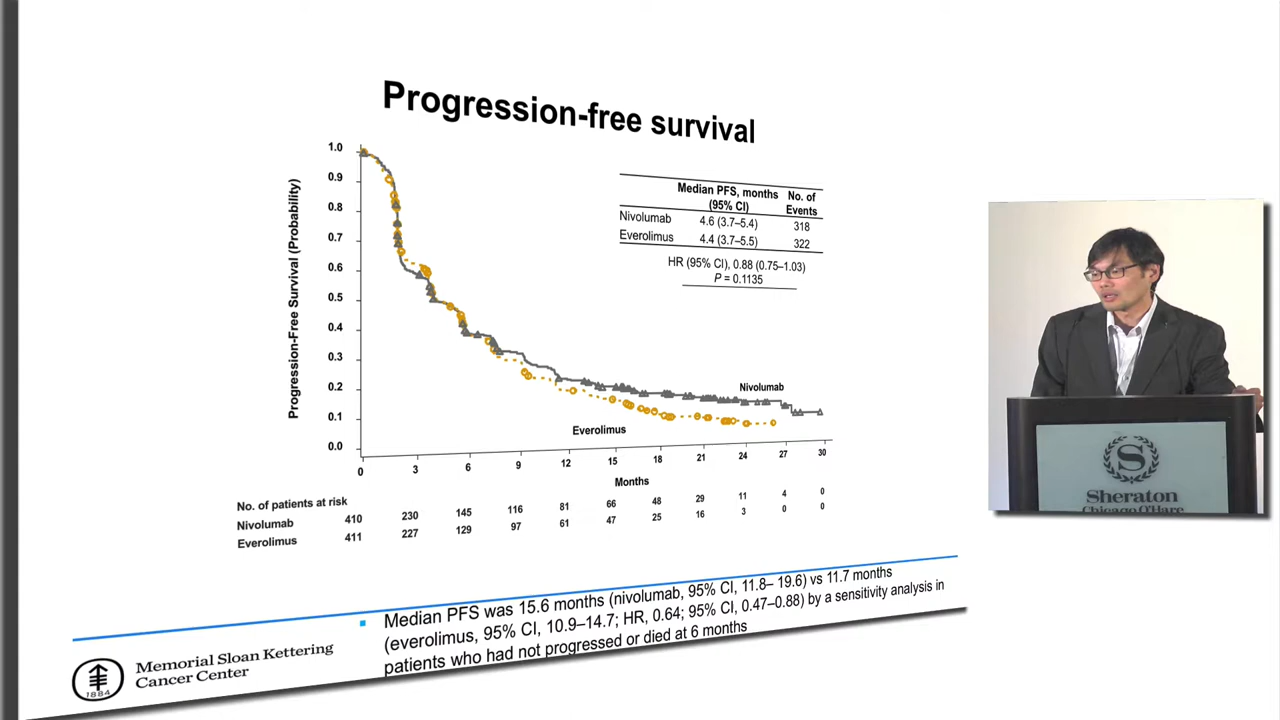 Progression-free survival
Progression-Free Survival (Probability)
1.0
0.9
0.8
0.7
0.6
0.5
0.4
0.3
0.2
0.1
0.0
Median PFS, months No. of
(95% CI) Events
Nivolumab 4.6 (3.7–5.4) 318
Everolimus 4.4 (3.7–5.5) 322
HR (95% CI), 0.88 (0.75–1.03)
P = 0.1135
Nivolumab
Everolimus
0 3 6 9 12 15 18 21 24 27 30
Months
No. of patients at risk
Nivolumab 410 230 145 116 81 66 48 29 11 4 0
Everolimus 411 227 129 97 61 47 25 16 3 0 0
Median PFS was 15.6 months (nivolumab, 95% CI, 11.8– 19.6) vs 11.7 months
(everolimus, 95% CI, 10.9–14.7; HR, 0.64; 95% CI, 0.47–0.88) by a sensitivity analysis in
patients who had not progressed or died at 6 months
1884
Memorial Sloan Kettering
Cancer Center
S
Sheraton
Chicago O'Hare